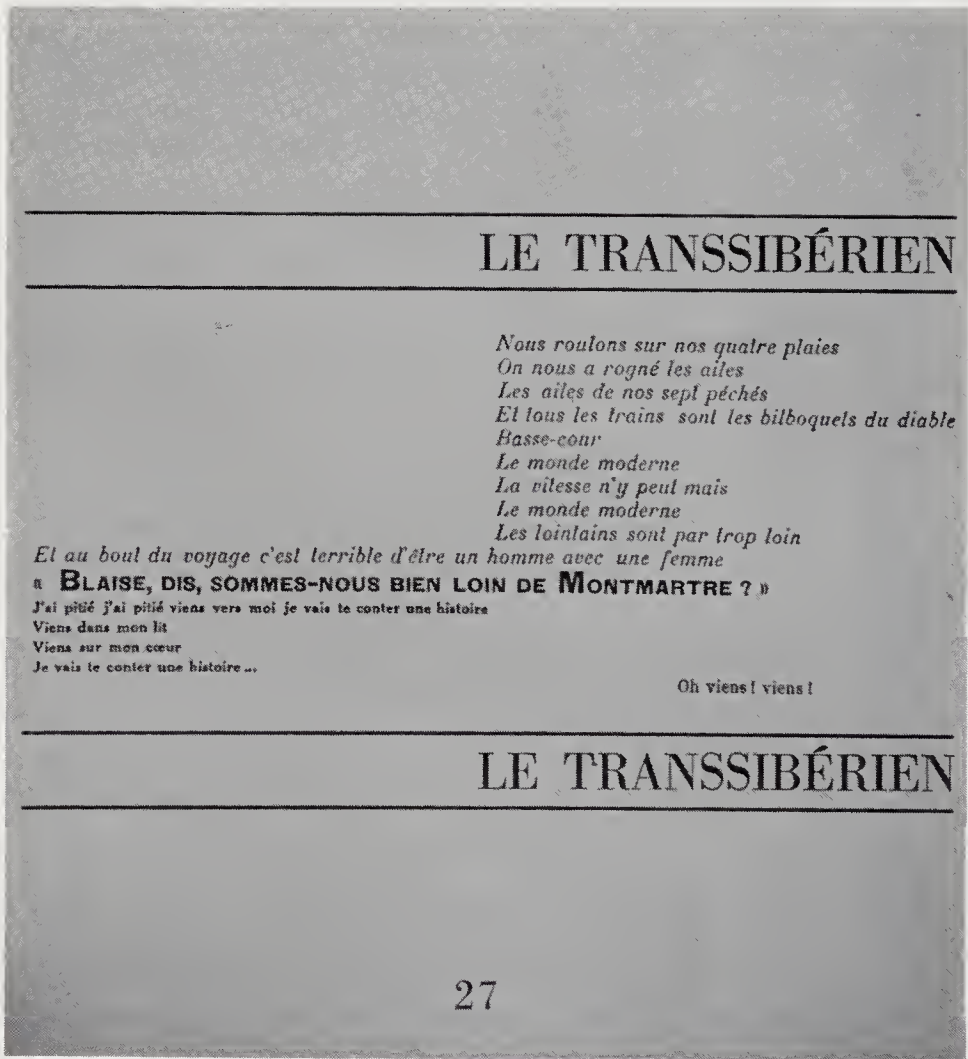 LE TRANSSIBÉRIEN
Nous roulons sur nos quatre plaies
On nous a rogné les ailes
Les ailes de nos sept péchés
Et tous les trains sont les bilboquets du diable
Basse-cour
Le monde moderne
La vitesse n'y peut mais
Le monde moderne
Les lointains sont par trop loin
Et au bout du voyage c'est terrible d'être un homme avec une femme
« BLAISE, DIS, SOMMES-NOUS BIEN LOIN DE MONTMARTRE ? »
J'ai pitié j'ai pitié viens vers moi je vais te conter une histoire
Viens dans mon lit
Viens sur mon cœur
Je vais te conter une histoire...
Oh viens ! viens !
LE TRANSSIBÉRIEN
27